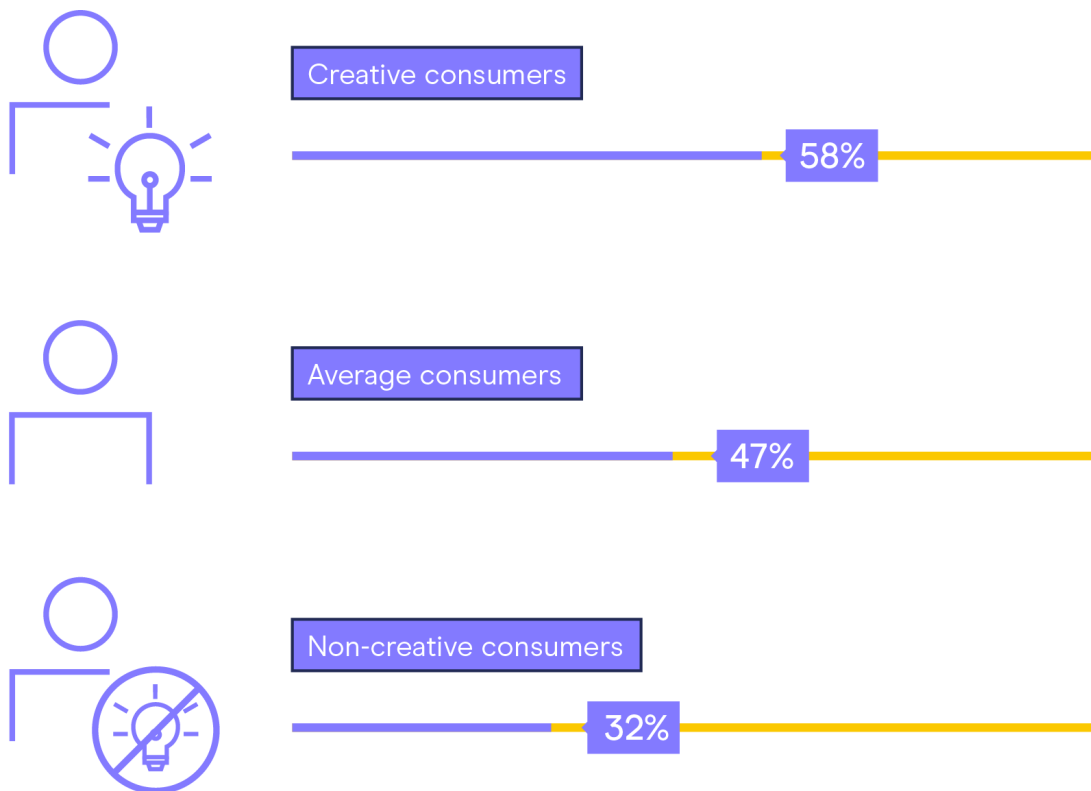 Creative consumers
58%
Average consumers
47%
Non-creative consumers
32%